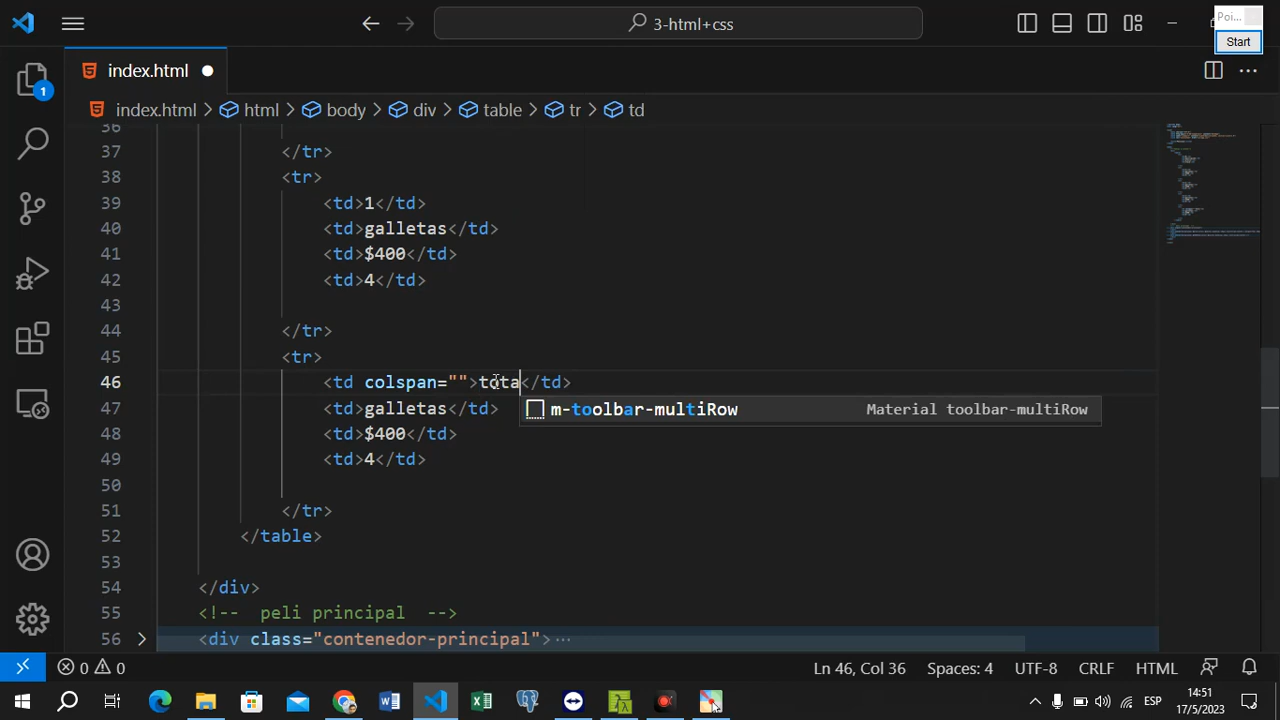 3-html+css
Poi...
Start
1
index.html
index.html > html > body > div > table > tr > td
36
37 </tr>
38 <tr>
39 <td>1</td>
40 <td>galletas</td>
41 <td>$400</td>
42 <td>4</td>
43
44 </tr>
45 <tr>
46 <td colspan="">tota</td>
47 <td>galletas</td>
m-toolbar-multiRow Material toolbar-multiRow
48 <td>$400</td>
49 <td>4</td>
50
51 </tr>
52 </table>
53
54 </div>
55 <!-- peli principal -->
56 <div class="contenedor-principal">
0 0 Ln 46, Col 36 Spaces: 4 UTF-8 CRLF HTML
ESP
14:51
17/5/2023